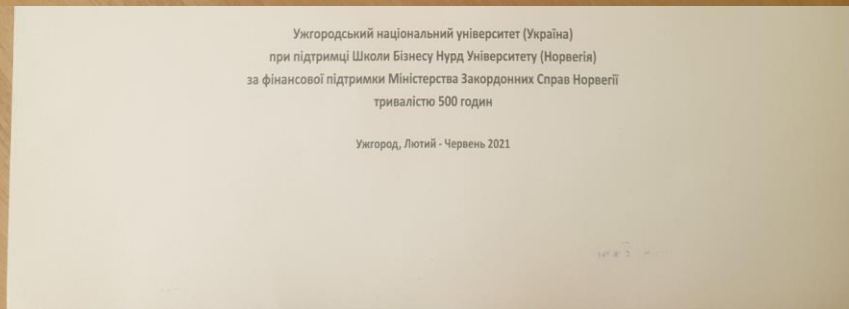 Ужгородський національний університет (Україна)
при підтримці Школи Бізнесу Нурд Університету (Норвегія)
за фінансової підтримки Міністерства Закордонних Справ Норвегії
тривалістю 500 годин
Ужгород, Лютий - Червень 2021